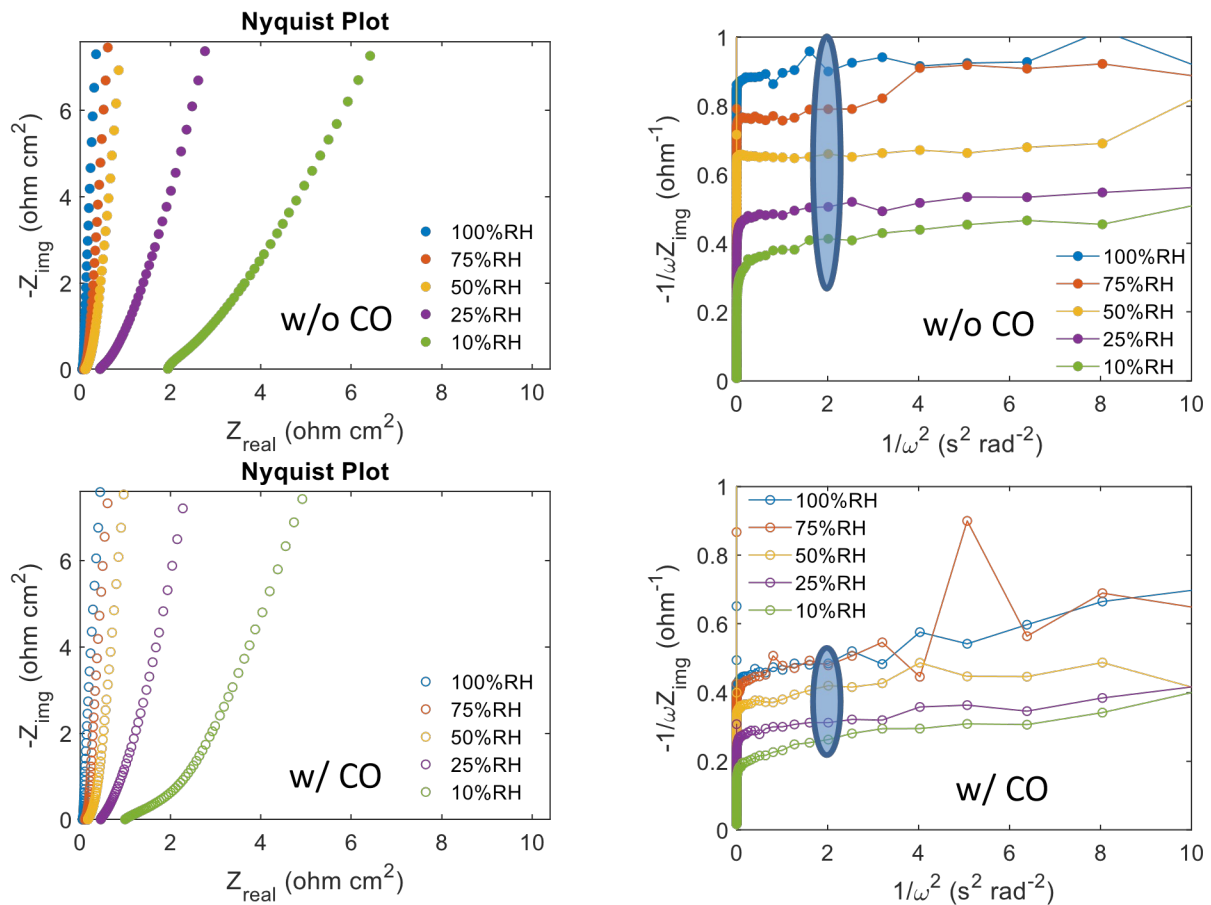 Nyquist Plot
-Z_img (ohm cm²)
6
4
2
0
100%RH
75%RH
50%RH
25%RH
10%RH
w/o CO
0 2 4 6 8 10
Z_real (ohm cm²)
-1/ωZ_img (ohm⁻¹)
1
0.8
0.6
0.4
0.2
0
100%RH
75%RH
50%RH
25%RH
10%RH
w/o CO
0 2 4 6 8 10
1/ω² (s² rad⁻²)
Nyquist Plot
-Z_img (ohm cm²)
6
4
2
0
100%RH
75%RH
50%RH
25%RH
10%RH
w/ CO
0 2 4 6 8 10
Z_real (ohm cm²)
-1/ωZ_img (ohm⁻¹)
1
0.8
0.6
0.4
0.2
0
100%RH
75%RH
50%RH
25%RH
10%RH
w/ CO
0 2 4 6 8 10
1/ω² (s² rad⁻²)